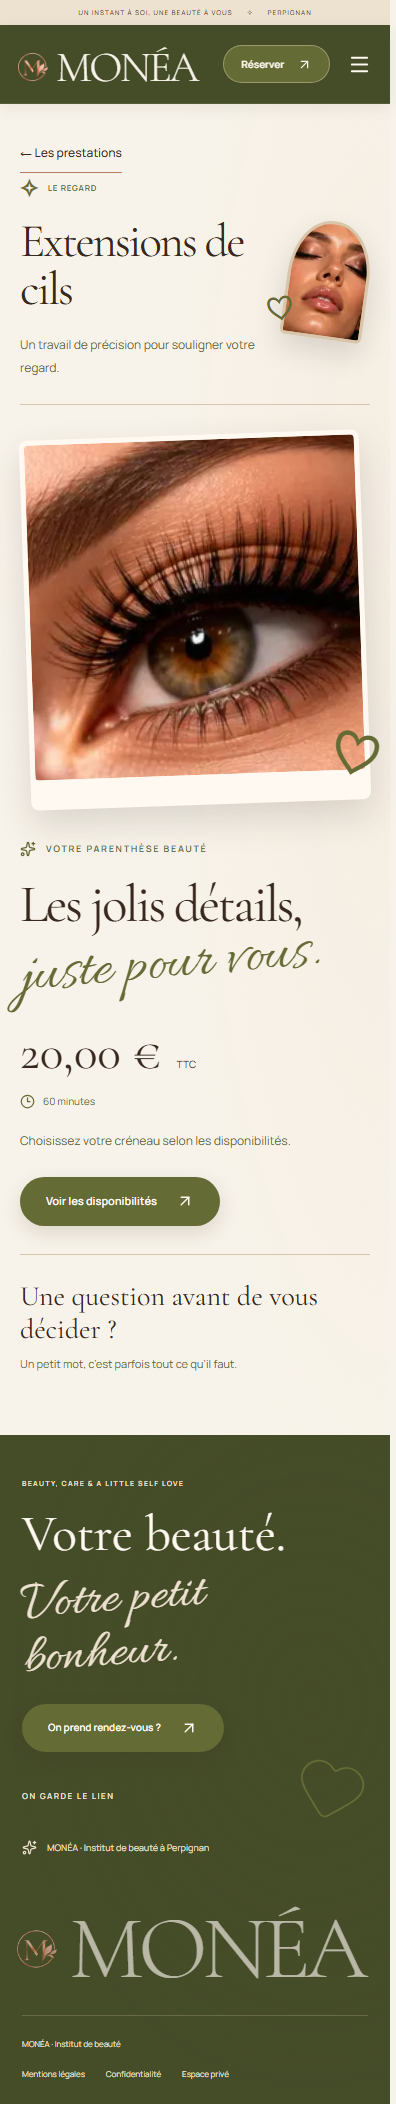 UN INSTANT À SOI, UNE BEAUTÉ À VOUS ✧ PERPIGNAN
M MONÉA Réserver
← Les prestations
LE REGARD
Extensions de
cils
Un travail de précision pour souligner votre
regard.
VOTRE PARENTHÈSE BEAUTÉ
Les jolis détails,
juste pour vous.
20,00 € TTC
60 minutes
Choisissez votre créneau selon les disponibilités.
Voir les disponibilités
Une question avant de vous
décider ?
Un petit mot, c'est parfois tout ce qu'il faut.
BEAUTY, CARE & A LITTLE SELF LOVE
Votre beauté.
Votre petit
bonheur.
On prend rendez-vous ?
ON GARDE LE LIEN
MONÉA · Institut de beauté à Perpignan
M MONÉA
MONÉA · Institut de beauté
Mentions légales Confidentialité Espace privé